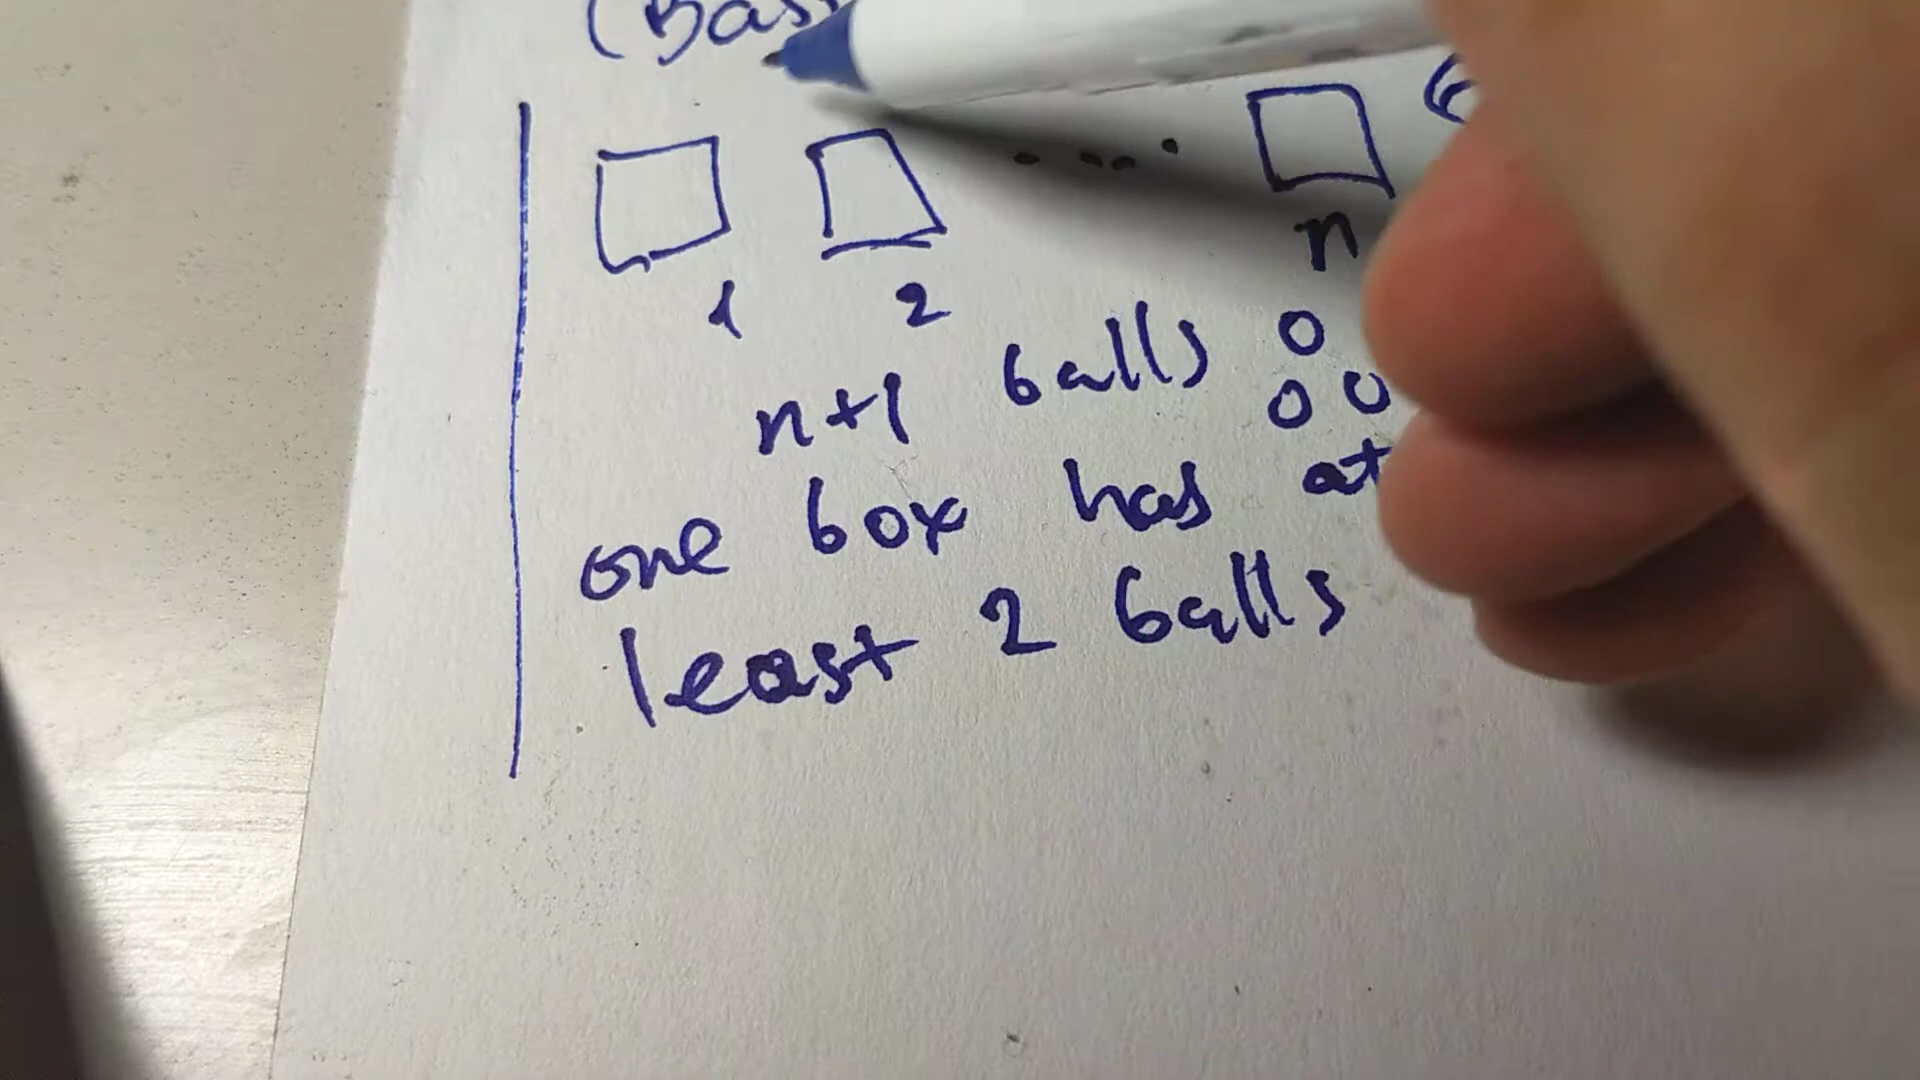 1 2 .... n
n+1 balls
one box has at
least 2 balls